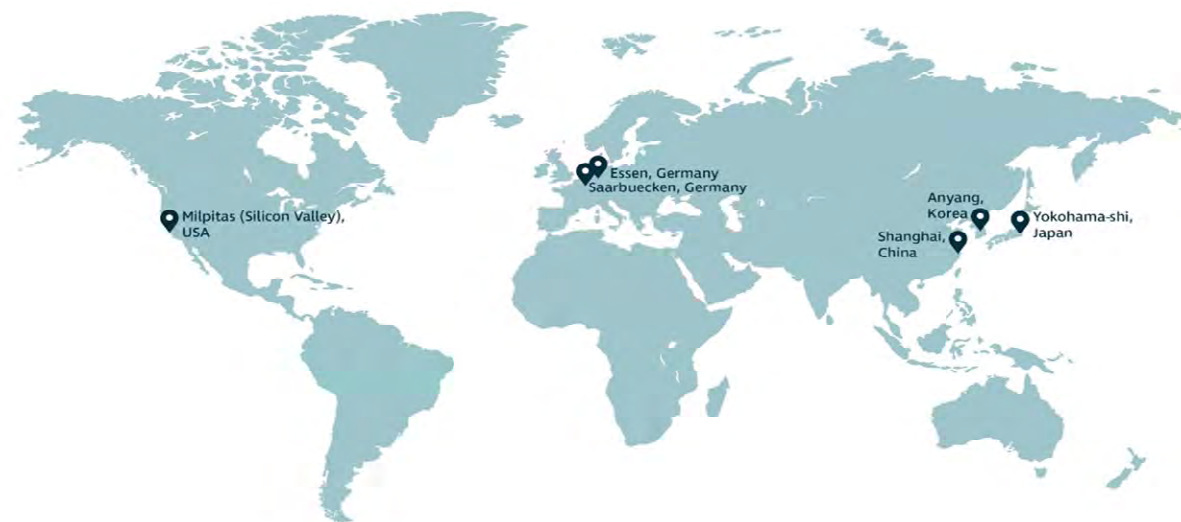 Essen, Germany
Saarbuecken, Germany
Milpitas (Silicon Valley),
USA
Anyang,
Korea
Yokohama-shi,
Japan
Shanghai,
China